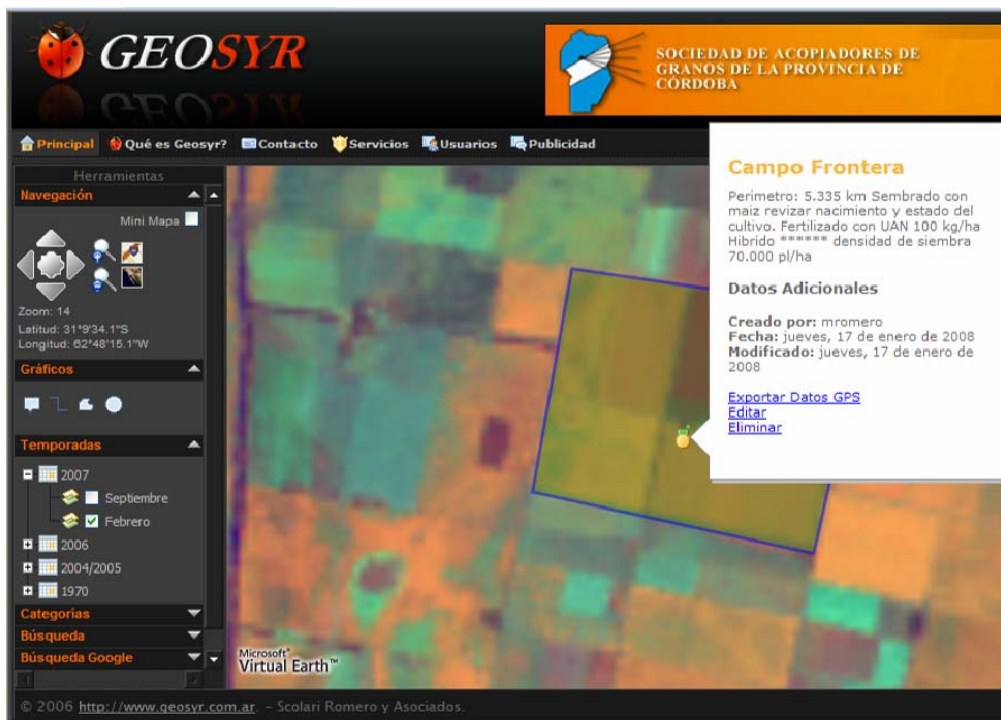 GEOSYR
SOCIEDAD DE ACOPIADORES DE
GRANOS DE LA PROVINCIA DE
CÓRDOBA
Principal Qué es Geosyr? Contacto Servicios Usuarios Publicidad
Herramientas
Navegación
Mini Mapa
Zoom: 14
Latitud: 31°9'34.1"S
Longitud: 62°48'15.1"W
Gráficos
Temporadas
2007
Septiembre
Febrero
2006
2004/2005
1970
Categorias
Búsqueda
Búsqueda Google
Campo Frontera
Perimetro: 5.335 km Sembrado con
maiz revizar nacimiento y estado del
cultivo. Fertilizado con UAN 100 kg/ha
Hibrido ****** densidad de siembra
70.000 pl/ha
Datos Adicionales
Creado por: mromero
Fecha: jueves, 17 de enero de 2008
Modificado: jueves, 17 de enero de
2008
Exportar Datos GPS
Editar
Eliminar
Microsoft®
Virtual Earth™
© 2006 http://www.geosyr.com.ar. - Scolari Romero y Asociados.